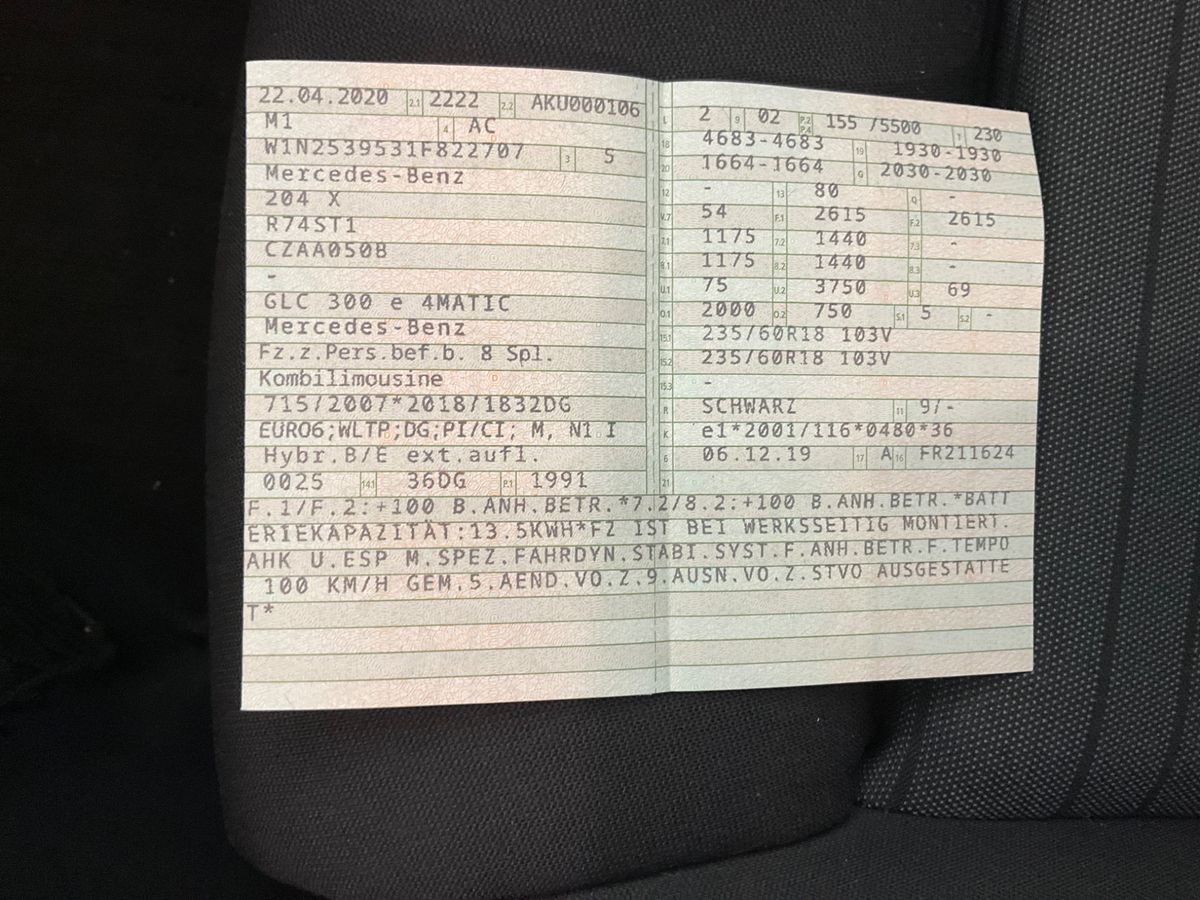 22.04.2020 2.1 2222 2.2 AKU000106
M1 4 AC
W1N2539531F822707 3 5
Mercedes-Benz
204 X
R74ST1
CZAA050B
-
GLC 300 e 4MATIC
Mercedes-Benz
Fz.z.Pers.bef.b. 8 Spl.
Kombilimousine
715/2007*2018/1832DG
EURO6;WLTP;DG;PI/CI; M, N1 I
Hybr.B/E ext.aufl.
0025 14.1 36DG P.1 1991
L 2 9 02 P.2 P.4 155 /5500 T 230
18 4683-4683 19 1930-1930
20 1664-1664 G 2030-2030
12 - 13 80 Q -
V.7 54 F.1 2615 F.2 2615
7.1 1175 7.2 1440 7.3 -
8.1 1175 8.2 1440 8.3 -
U.1 75 U.2 3750 U.3 69
O.1 2000 O.2 750 S.1 5 S.2 -
15.1 235/60R18 103V
15.2 235/60R18 103V
15.3 -
R SCHWARZ 11 9/-
K e1*2001/116*0480*36
6 06.12.19 17 A 16 FR211624
21
F.1/F.2:+100 B.ANH.BETR.*7.2/8.2:+100 B.ANH.BETR.*BATT
ERIEKAPAZITÄT:13.5KWH*FZ IST BEI WERKSSEITIG MONTIERT.
AHK U.ESP M.SPEZ.FAHRDYN.STABI.SYST.F.ANH.BETR.F.TEMPO
100 KM/H GEM.5.AEND.VO.Z.9.AUSN.VO.Z.STVO AUSGESTATTE
T*